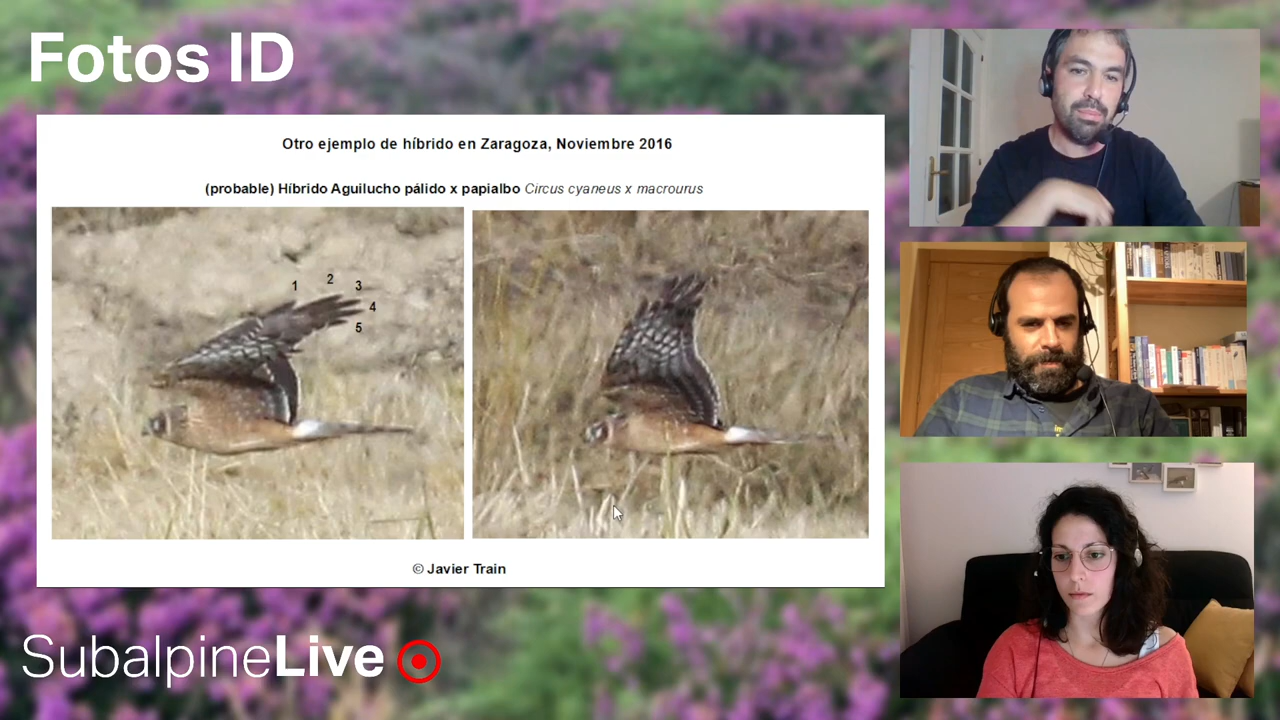 Fotos ID
Otro ejemplo de híbrido en Zaragoza, Noviembre 2016
(probable) Híbrido Aguilucho pálido x papialbo Circus cyaneus x macrourus
1
2
3
4
5
© Javier Train
SubalpineLive